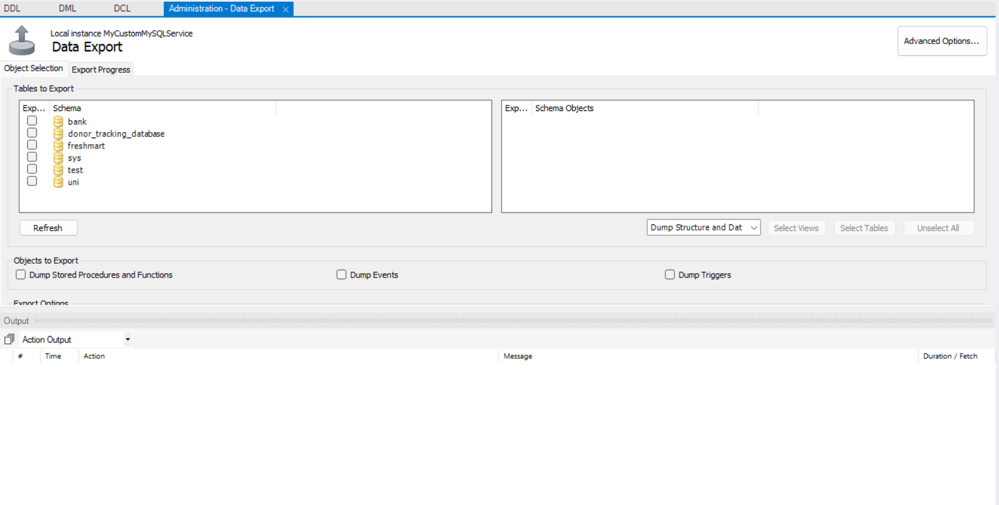 DDL DML DCL Administration - Data Export
Local instance MyCustomMySQLService
Data Export
Advanced Options...
Object Selection Export Progress
Tables to Export
Exp... Schema
bank
donor_tracking_database
freshmart
sys
test
uni
Exp... Schema Objects
Refresh
Dump Structure and Dat Select Views Select Tables Unselect All
Objects to Export
Dump Stored Procedures and Functions Dump Events Dump Triggers
Export Options
Output
Action Output
# Time Action Message Duration / Fetch